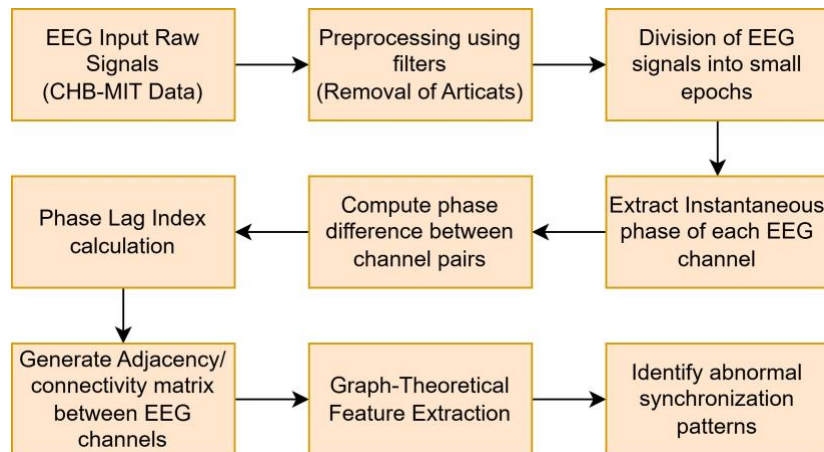 EEG Input Raw
Signals
(CHB-MIT Data)
Preprocessing using
filters
(Removal of Articats)
Division of EEG
signals into small
epochs
Extract Instantaneous
phase of each EEG
channel
Compute phase
difference between
channel pairs
Phase Lag Index
calculation
Generate Adjacency/
connectivity matrix
between EEG
channels
Graph-Theoretical
Feature Extraction
Identify abnormal
synchronization
patterns